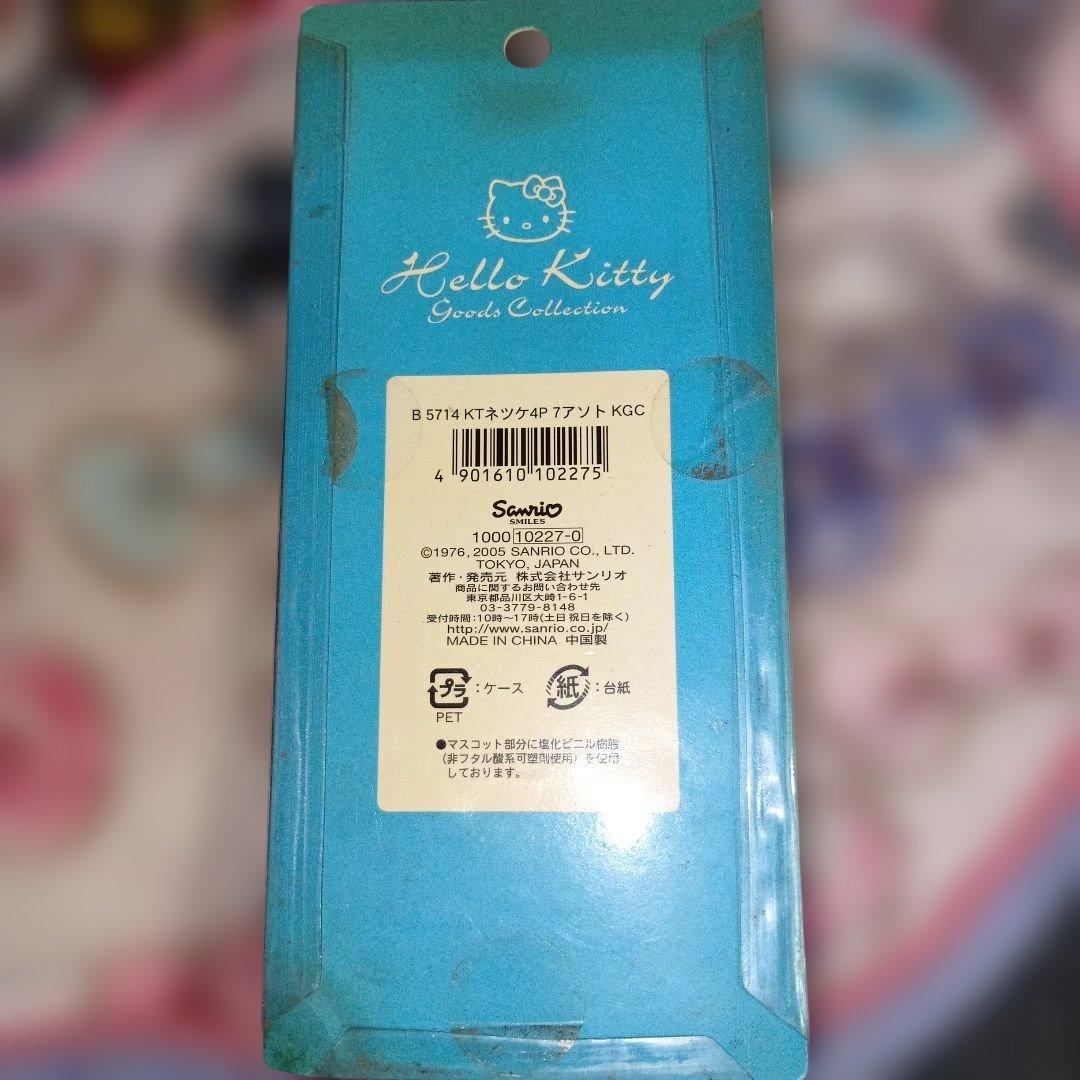 Hello Kitty
Goods Collection
B 5714 KTネツケ4P 7アソト KGC
4 901610 102275
Sanrio
SMILES
1000 10227-0
©1976, 2005 SANRIO CO., LTD.
TOKYO, JAPAN
著作・発売元 株式会社サンリオ
商品に関するお問い合わせ先
東京都品川区大崎1-6-1
03-3779-8148
受付時間:10時~17時(土日祝日を除く)
http://www.sanrio.co.jp/
MADE IN CHINA 中国製
プラ:ケース 紙:台紙
PET
●マスコット部分に塩化ビニル樹脂
(非フタル酸系可塑剤使用)を使用
しております。